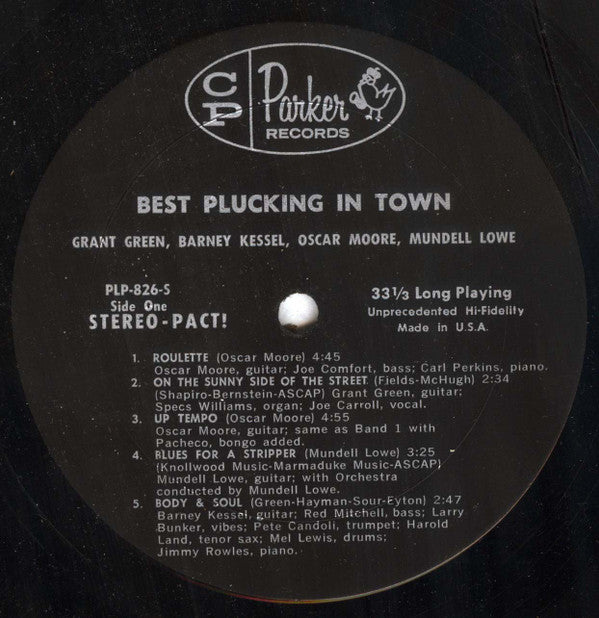 CP Parker
RECORDS
BEST PLUCKING IN TOWN
GRANT GREEN, BARNEY KESSEL, OSCAR MOORE, MUNDELL LOWE
PLP-826-S
Side One
STEREO-PACT!
33 1/3 Long Playing
Unprecedented Hi-Fidelity
Made in U.S.A.
1. ROULETTE (Oscar Moore) 4:45
Oscar Moore, guitar; Joe Comfort, bass; Carl Perkins, piano.
2. ON THE SUNNY SIDE OF THE STREET (Fields-McHugh) 2:34
(Shapiro-Bernstein-ASCAP) Grant Green, guitar;
Specs Williams, organ; Joe Carroll, vocal.
3. UP TEMPO (Oscar Moore) 4:55
Oscar Moore, guitar; same as Band 1 with
Pacheco, bongo added.
4. BLUES FOR A STRIPPER (Mundell Lowe) 3:25
(Knollwood Music-Marmaduke Music-ASCAP)
Mundell Lowe, guitar; with Orchestra
conducted by Mundell Lowe.
5. BODY & SOUL (Green-Hayman-Sour-Eyton) 2:47
Barney Kessel, guitar; Red Mitchell, bass; Larry
Bunker, vibes; Pete Candoli, trumpet; Harold
Land, tenor sax; Mel Lewis, drums;
Jimmy Rowles, piano.